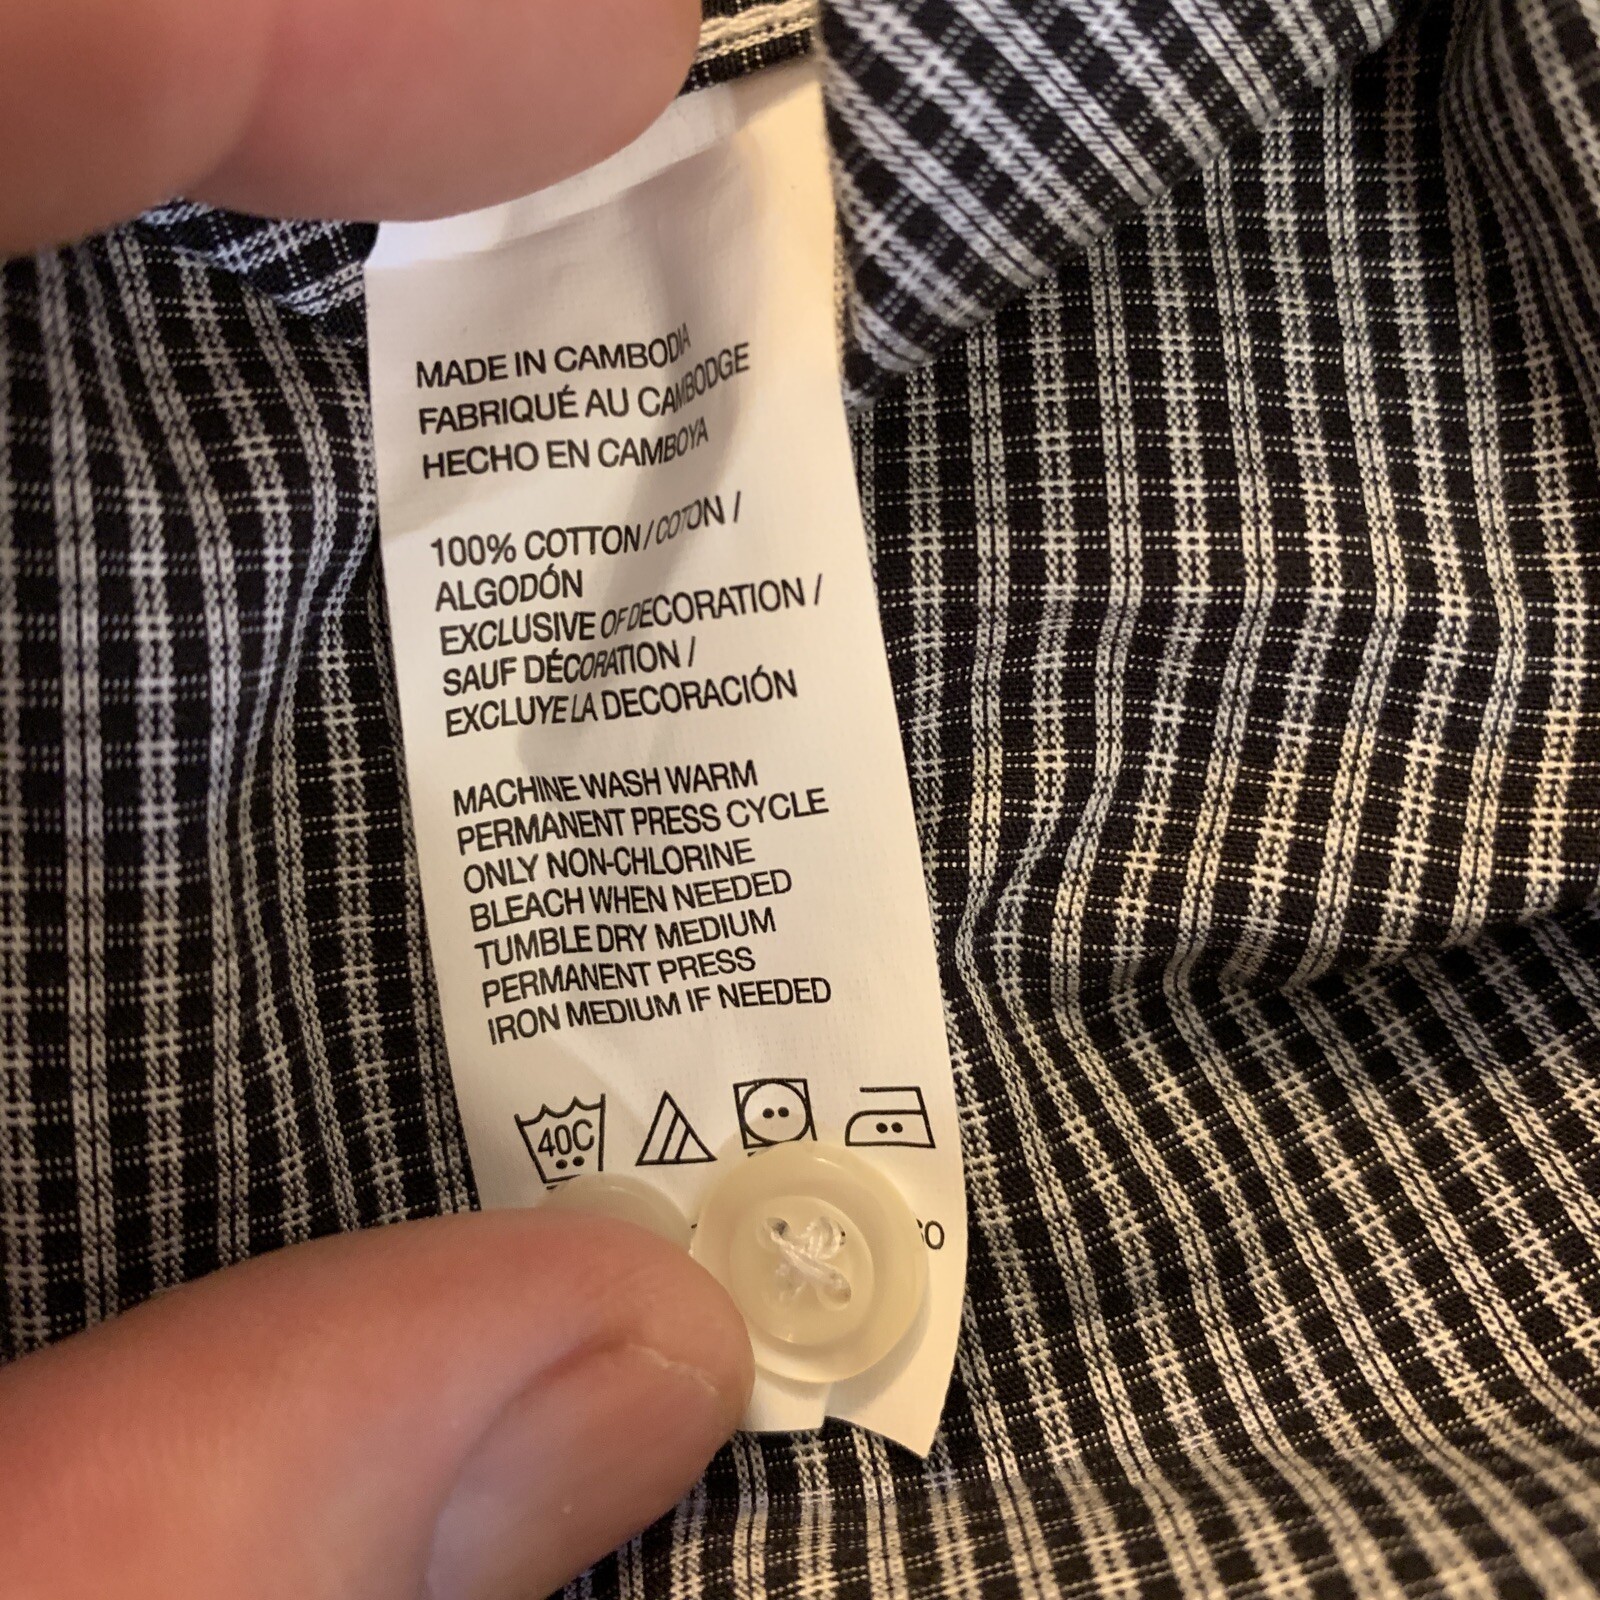 MADE IN CAMBODIA
FABRIQUÉ AU CAMBODGE
HECHO EN CAMBOYA
100% COTTON / COTON /
ALGODÓN
EXCLUSIVE OF DECORATION /
SAUF DÉCORATION /
EXCLUYE LA DECORACIÓN
MACHINE WASH WARM
PERMANENT PRESS CYCLE
ONLY NON-CHLORINE
BLEACH WHEN NEEDED
TUMBLE DRY MEDIUM
PERMANENT PRESS
IRON MEDIUM IF NEEDED
40C